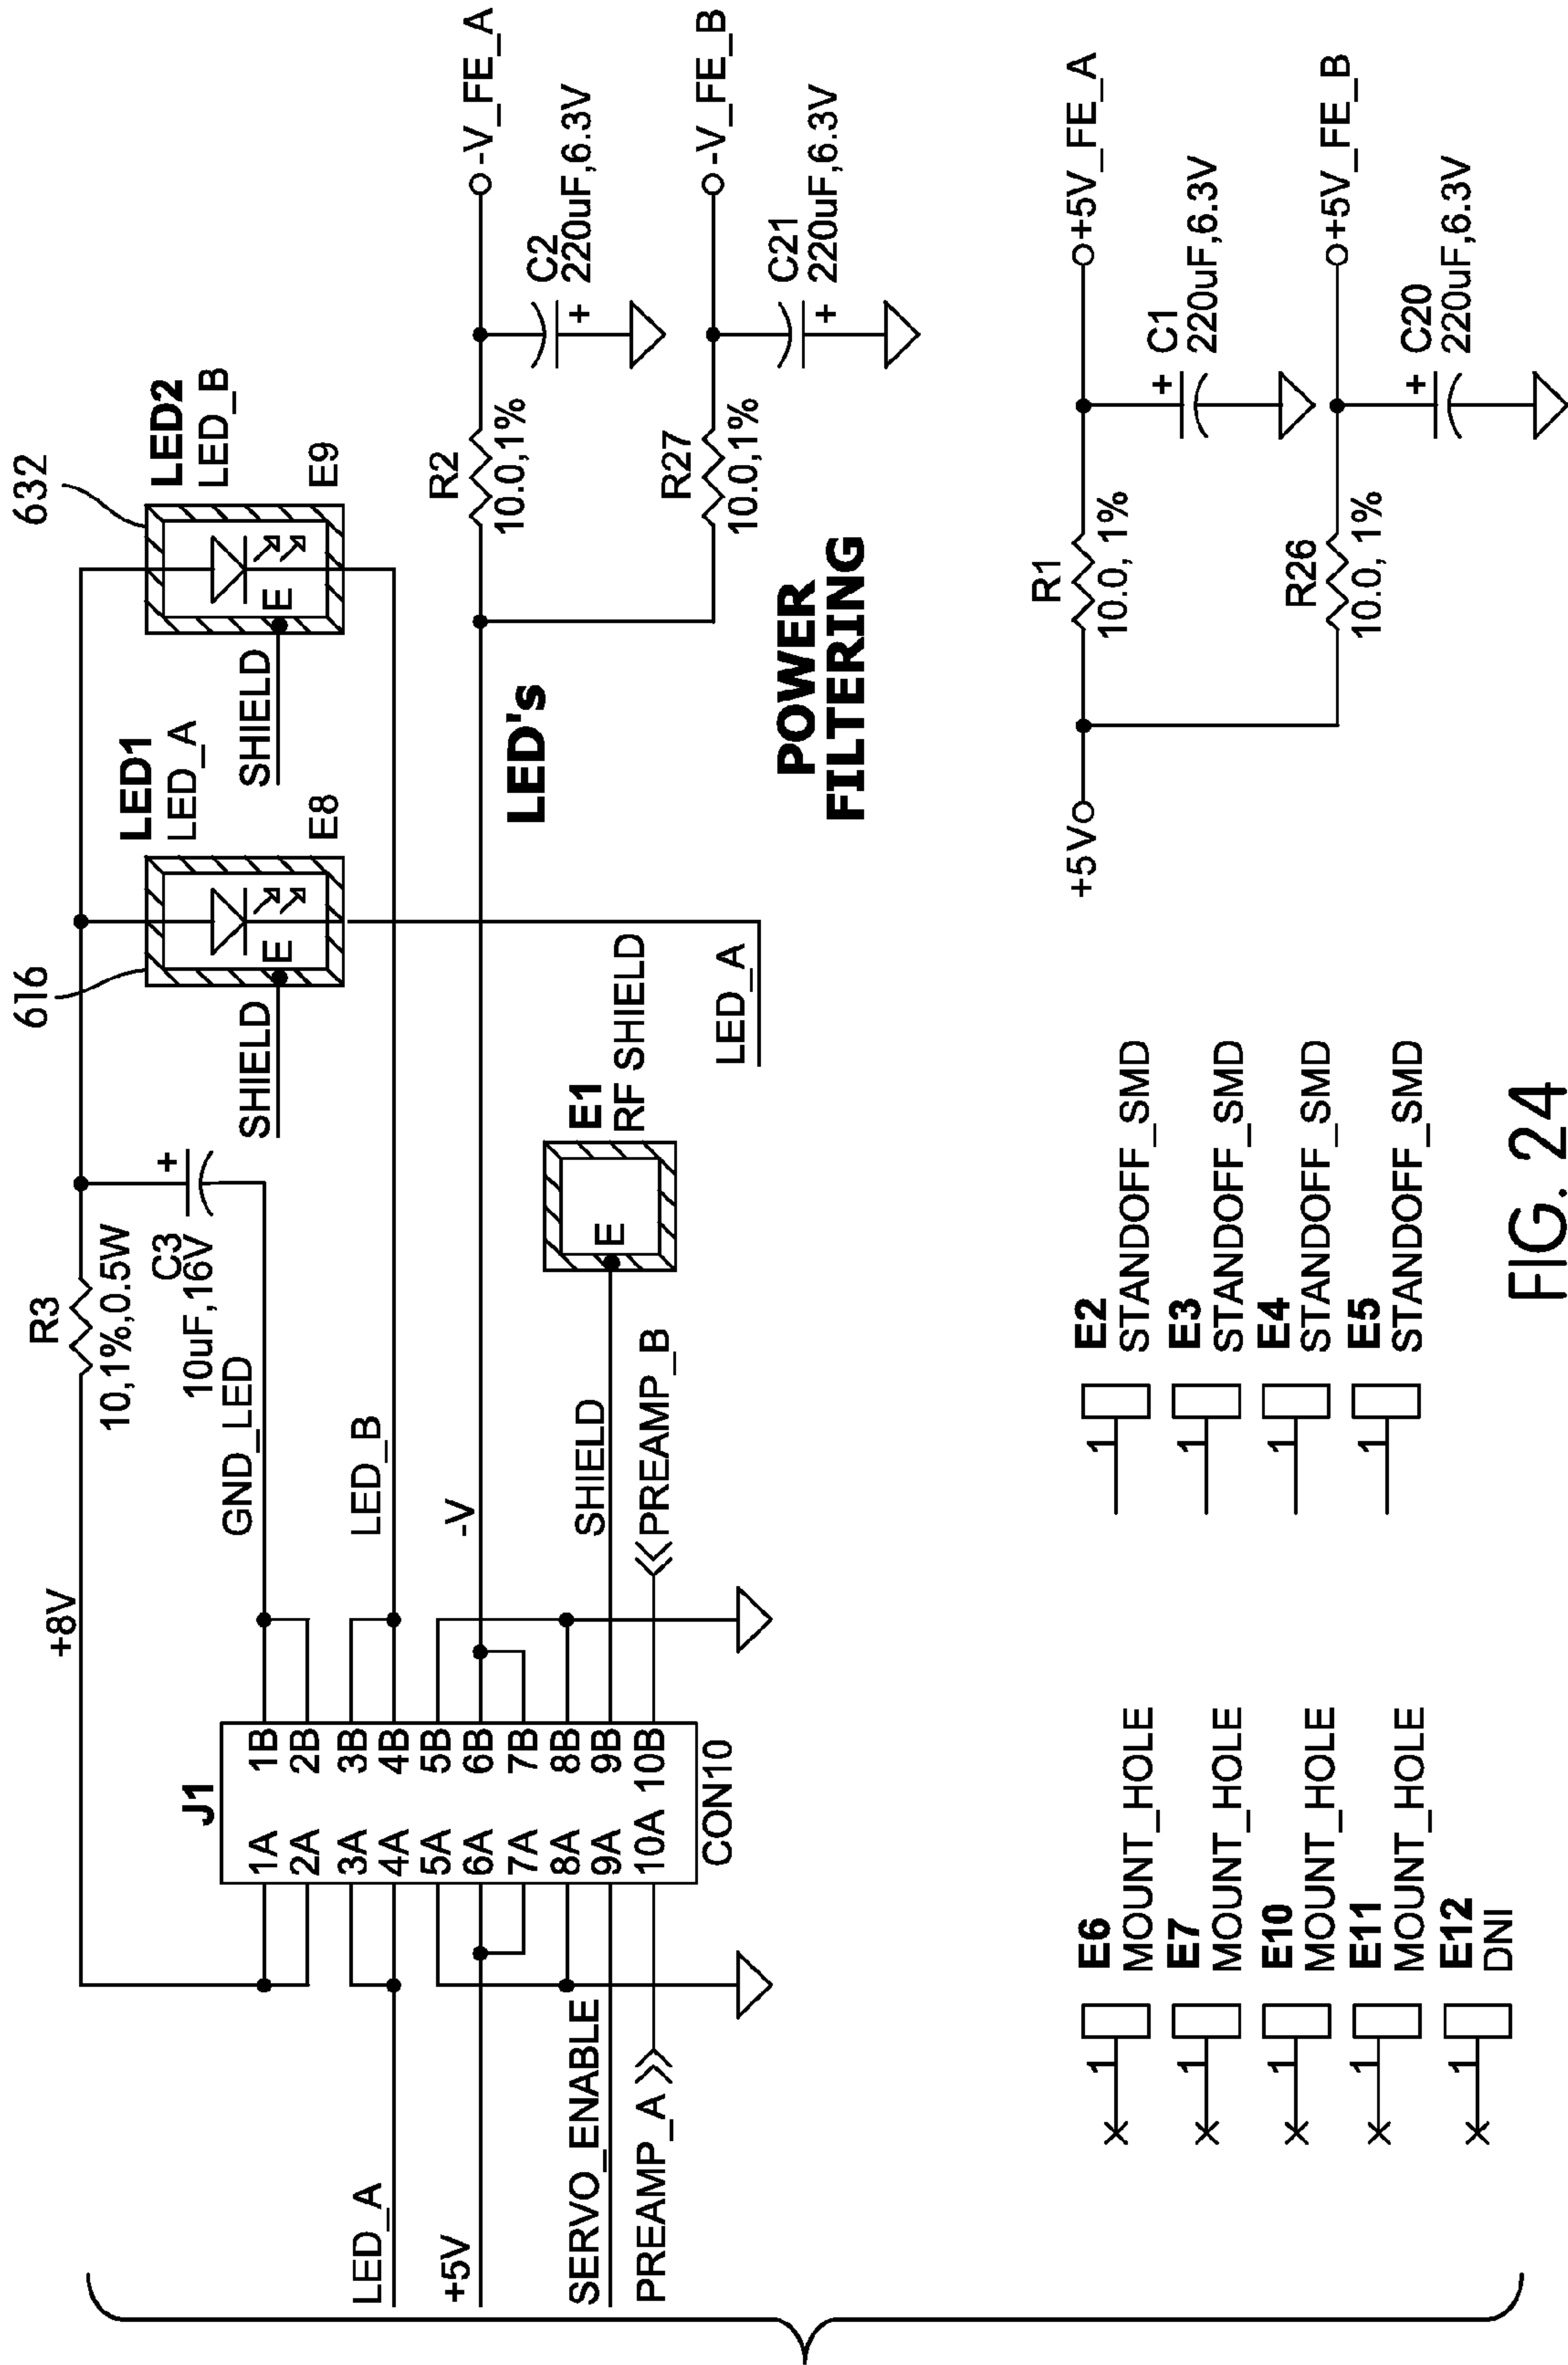 632
616
LED2
LED_B
LED1
LED_A
E9
E8
SHIELD
E
SHIELD
E
R3
10,1%,0.5W
+8V
C3
+
10uF,16V
GND_LED
LED_B
-V
SHIELD
<<PREAMP_B
E1
RF SHIELD
E
LED_A
J1
1A 1B
2A 2B
3A 3B
4A 4B
5A 5B
6A 6B
7A 7B
8A 8B
9A 9B
10A 10B
CON10
LED_A
+5V
SERVO_ENABLE
PREAMP_A >>
LED's
R2
10.0,1%
-V_FE_A
C2
220uF,6.3V
+
R27
10.0,1%
-V_FE_B
C21
220uF,6.3V
+
POWER
FILTERING
+5V
R1
10.0, 1%
+5V_FE_A
C1
220uF,6.3V
+
R26
10.0, 1%
+5V_FE_B
C20
220uF,6.3V
+
E6
1
MOUNT_HOLE
E7
1
MOUNT_HOLE
E10
1
MOUNT_HOLE
E11
1
MOUNT_HOLE
E12
1
DNI
E2
1
STANDOFF_SMD
E3
1
STANDOFF_SMD
E4
1
STANDOFF_SMD
E5
1
STANDOFF_SMD
FIG. 24